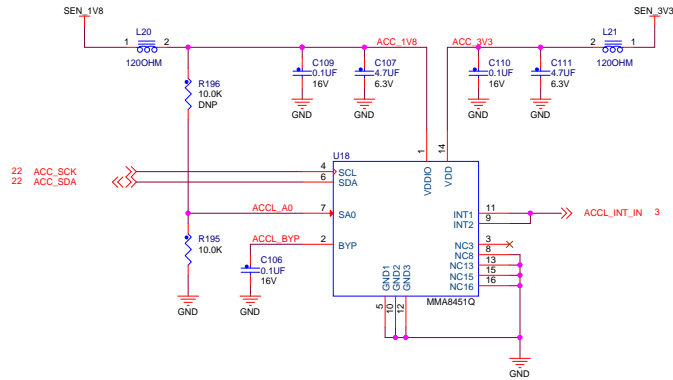 SEN_1V8
SEN_3V3
L20
L21
1 2
2 1
120OHM
120OHM
ACC_1V8
ACC_3V3
C109
0.1UF
16V
C107
4.7UF
6.3V
C110
0.1UF
16V
C111
4.7UF
6.3V
R196
10.0K
DNP
GND
GND
GND
GND
U18
1
14
VDDIO
VDD
22 ACC_SCK
22 ACC_SDA
4
SCL
6
SDA
ACCL_A0
7
SA0
ACCL_BYP
2
BYP
INT1
11
INT2
9
ACCL_INT_IN 3
NC3
3
NC8
8
NC13
13
NC15
15
NC16
16
R195
10.0K
C106
0.1UF
16V
GND
GND
GND1
GND2
GND3
5
10
12
MMA8451Q
GND